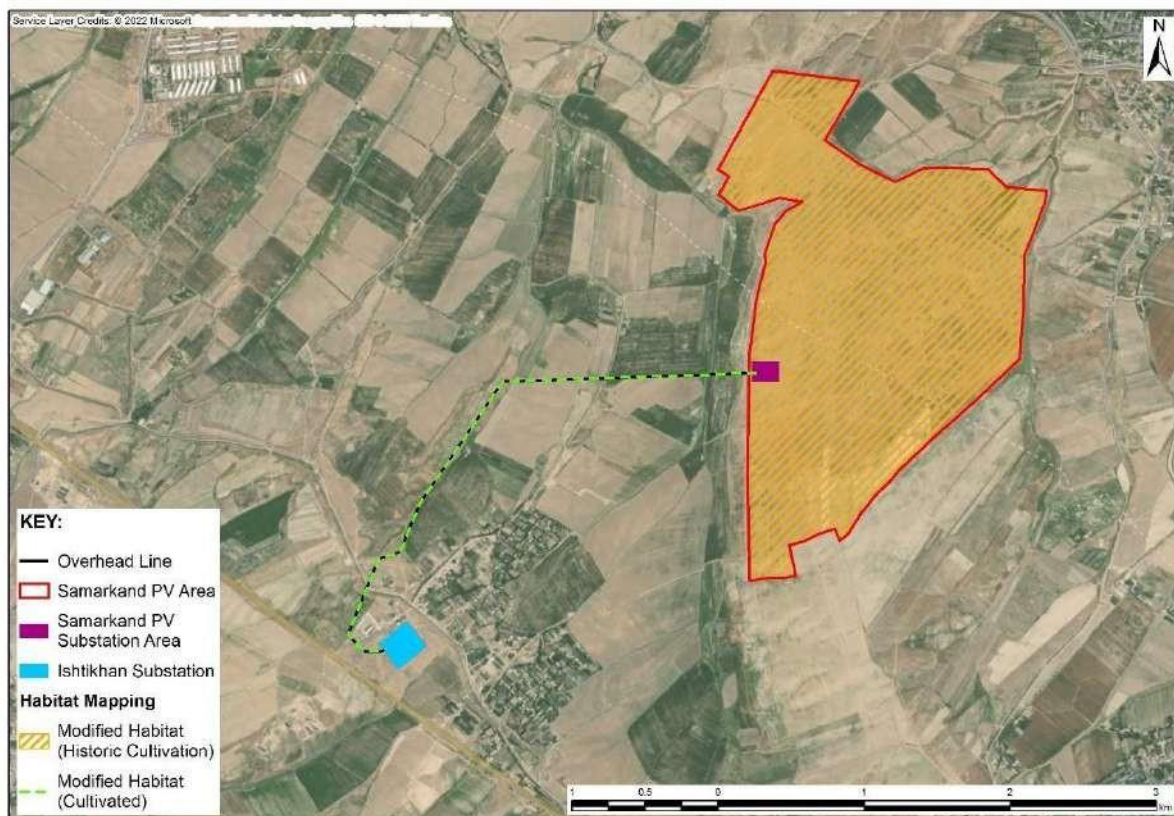 Service Layer Credits: © 2022 Microsoft
N
KEY:
Overhead Line
Samarkand PV Area
Samarkand PV
Substation Area
Ishtikhan Substation
Habitat Mapping
Modified Habitat
(Historic Cultivation)
Modified Habitat
(Cultivated)
1 0.5 0 1 2 3
km